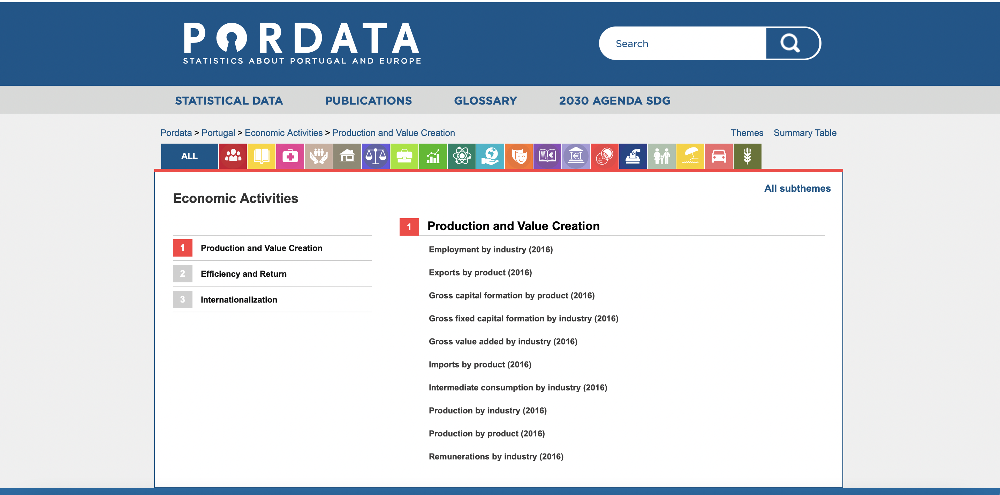 PORDATA
STATISTICS ABOUT PORTUGAL AND EUROPE
Search
STATISTICAL DATA PUBLICATIONS GLOSSARY 2030 AGENDA SDG
Pordata > Portugal > Economic Activities > Production and Value Creation
Themes Summary Table
ALL
All subthemes
Economic Activities
1 Production and Value Creation
2 Efficiency and Return
3 Internationalization
1 Production and Value Creation
Employment by industry (2016)
Exports by product (2016)
Gross capital formation by product (2016)
Gross fixed capital formation by industry (2016)
Gross value added by industry (2016)
Imports by product (2016)
Intermediate consumption by industry (2016)
Production by industry (2016)
Production by product (2016)
Remunerations by industry (2016)